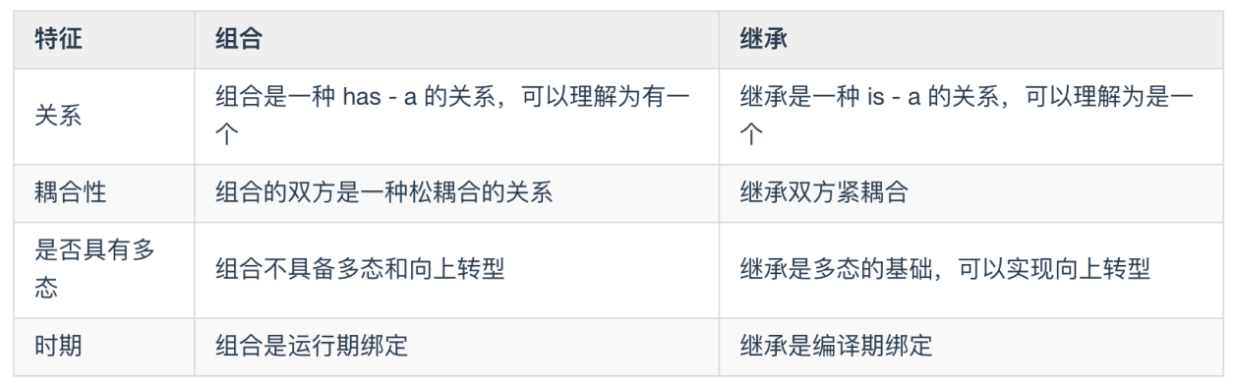 特征 组合 继承
关系
组合是一种 has - a 的关系，可以理解为有一
个
继承是一种 is - a 的关系，可以理解为是一
个
耦合性 组合的双方是一种松耦合的关系 继承双方紧耦合
是否具有多
态
组合不具备多态和向上转型 继承是多态的基础，可以实现向上转型
时期 组合是运行期绑定 继承是编译期绑定